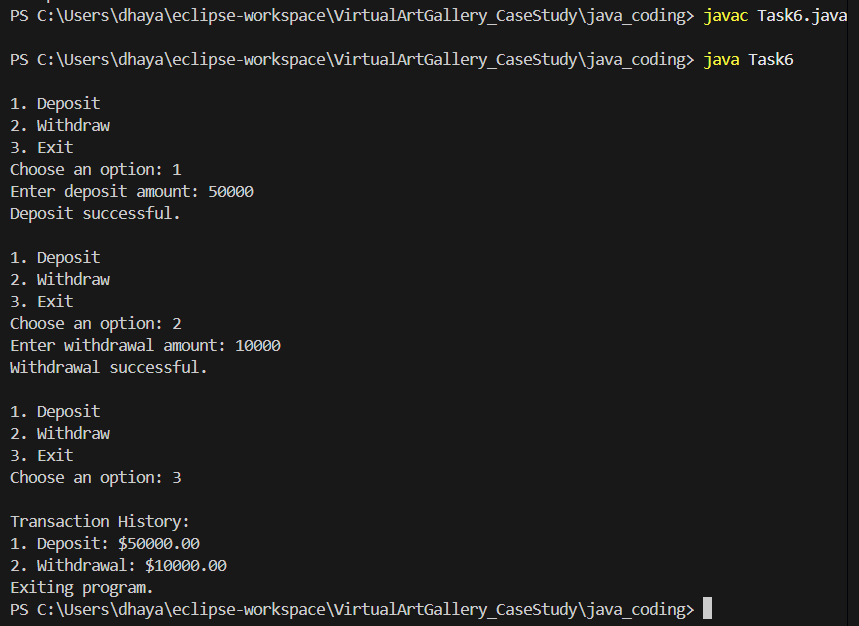 PS C:\Users\dhaya\eclipse-workspace\VirtualArtGallery_CaseStudy\java_coding> javac Task6.java
PS C:\Users\dhaya\eclipse-workspace\VirtualArtGallery_CaseStudy\java_coding> java Task6
1. Deposit
2. Withdraw
3. Exit
Choose an option: 1
Enter deposit amount: 50000
Deposit successful.
1. Deposit
2. Withdraw
3. Exit
Choose an option: 2
Enter withdrawal amount: 10000
Withdrawal successful.
1. Deposit
2. Withdraw
3. Exit
Choose an option: 3
Transaction History:
1. Deposit: $50000.00
2. Withdrawal: $10000.00
Exiting program.
PS C:\Users\dhaya\eclipse-workspace\VirtualArtGallery_CaseStudy\java_coding>